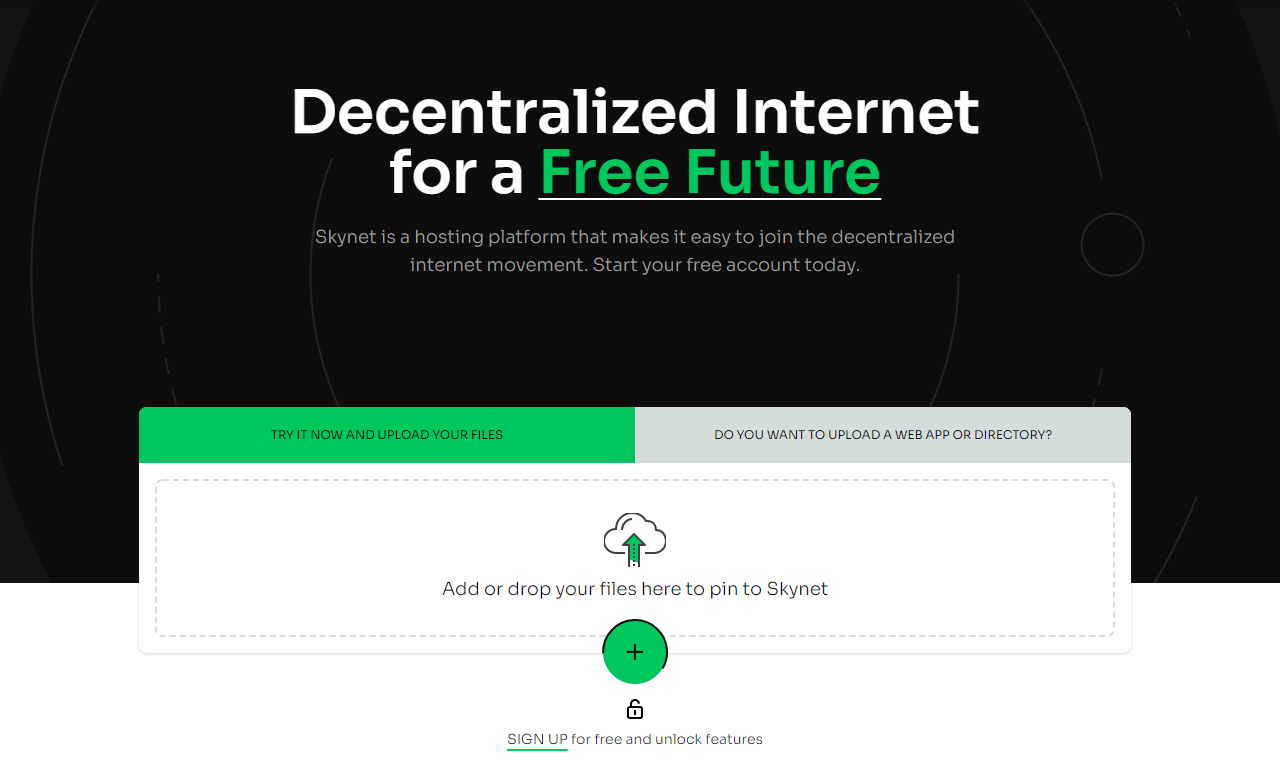 Decentralized Internet
for a Free Future
Skynet is a hosting platform that makes it easy to join the decentralized
internet movement. Start your free account today.
TRY IT NOW AND UPLOAD YOUR FILES
DO YOU WANT TO UPLOAD A WEB APP OR DIRECTORY?
Add or drop your files here to pin to Skynet
SIGN UP for free and unlock features